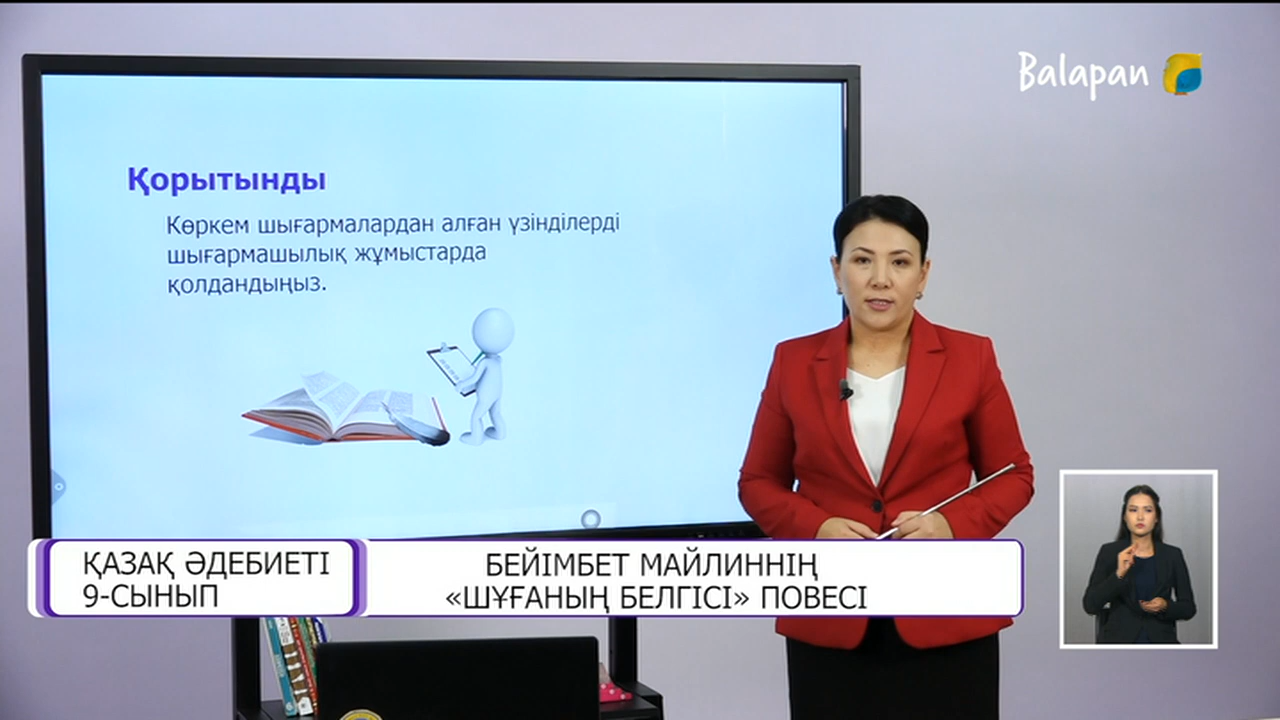 Balapan
Қорытынды
Көркем шығармалардан алған үзінділерді
шығармашылық жұмыстарда
қолдандыңыз.
ҚАЗАҚ ӘДЕБИЕТІ
9-СЫНЫП
БЕЙІМБЕТ МАЙЛИННІҢ
«ШҰҒАНЫҢ БЕЛГІСІ» ПОВЕСІ